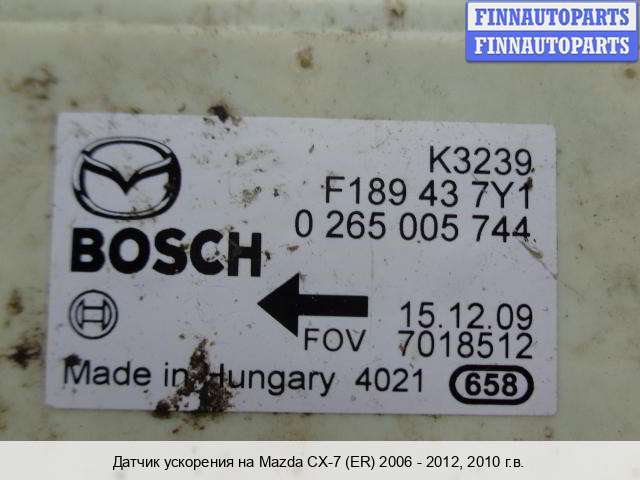 FINNAUTOPARTS
FINNAUTOPARTS
K3239
F189 43 7Y1
0 265 005 744
BOSCH
15.12.09
FOV 7018512
Made in Hungary 4021 658
Датчик ускорения на Mazda CX-7 (ER) 2006 - 2012, 2010 г.в.